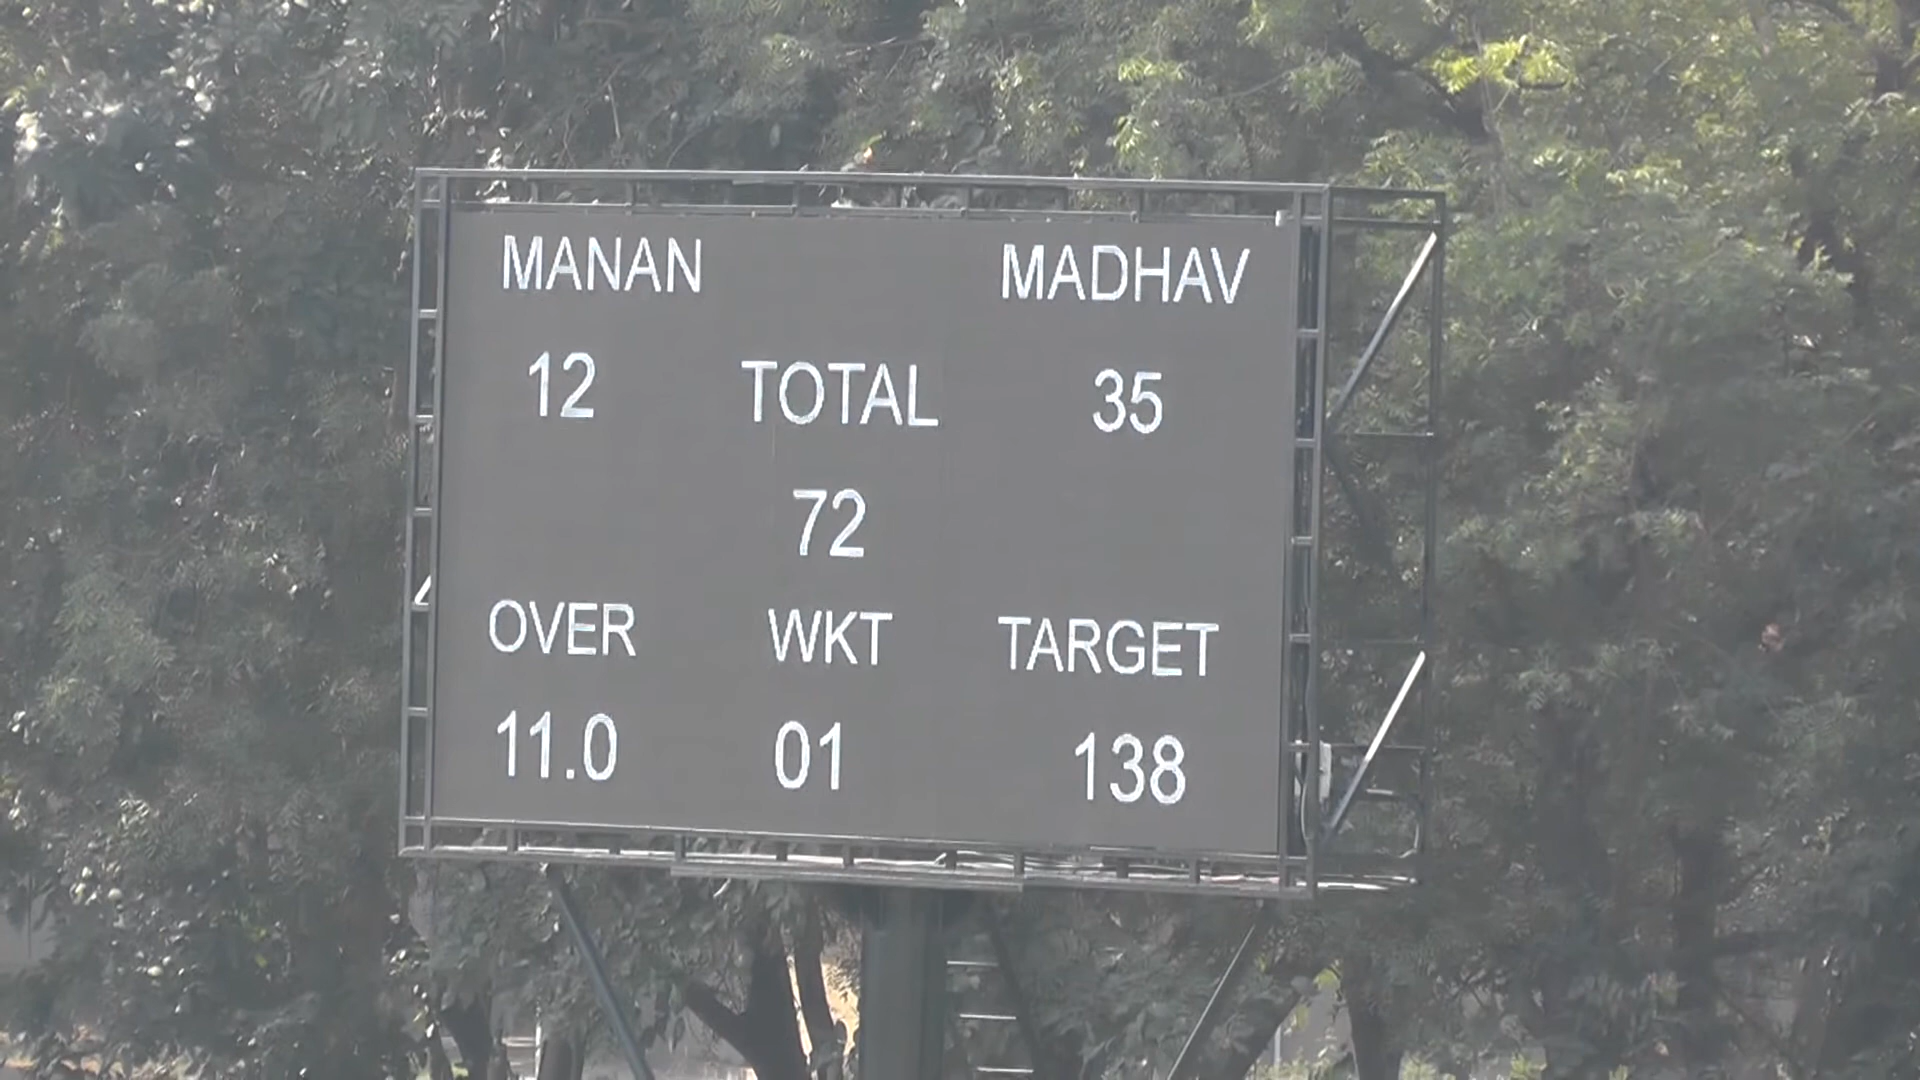 MANAN MADHAV
12 TOTAL 35
72
OVER WKT TARGET
11.0 01 138